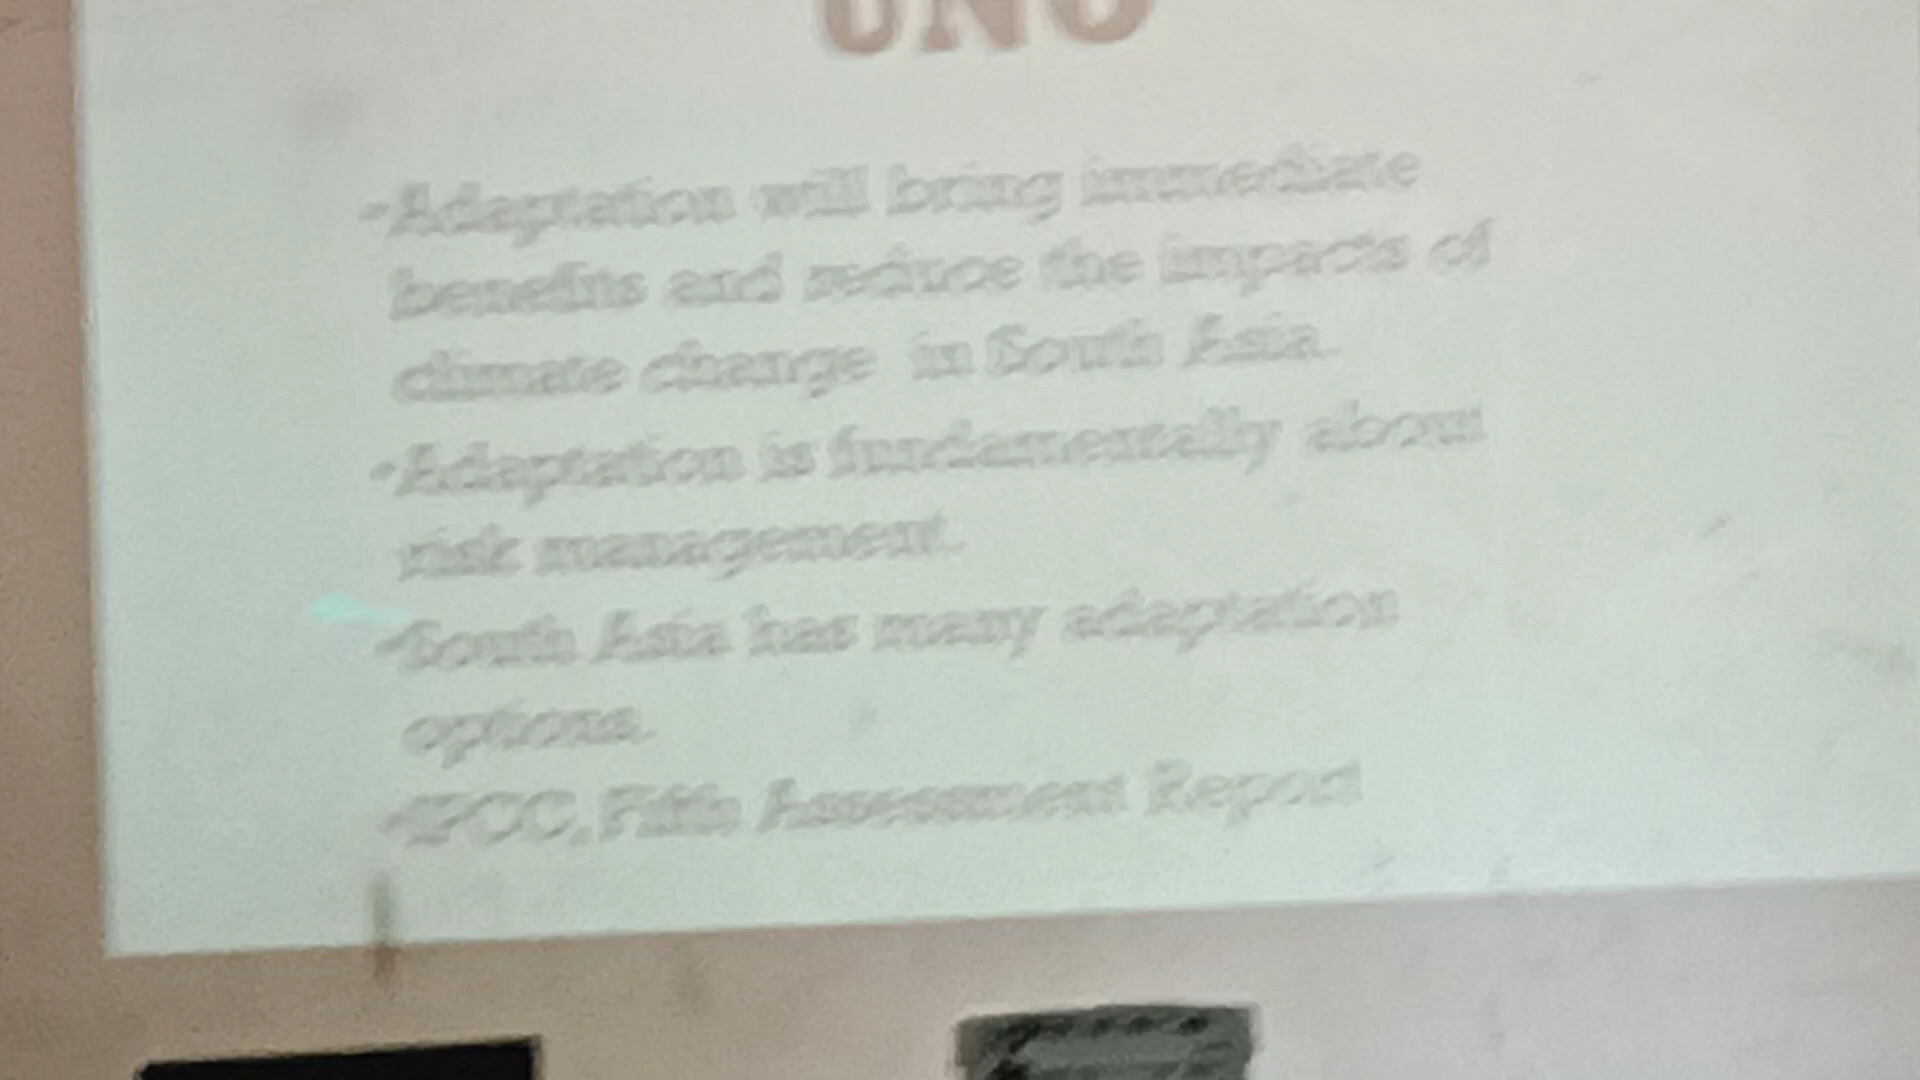 UNO
•Adaptation will bring immediate
benefits and reduce the impacts of
climate change in South Asia.
•Adaptation is fundamentally about
risk management.
•South Asia has many adaptation
options.
•IPCC, Fifth Assessment Report